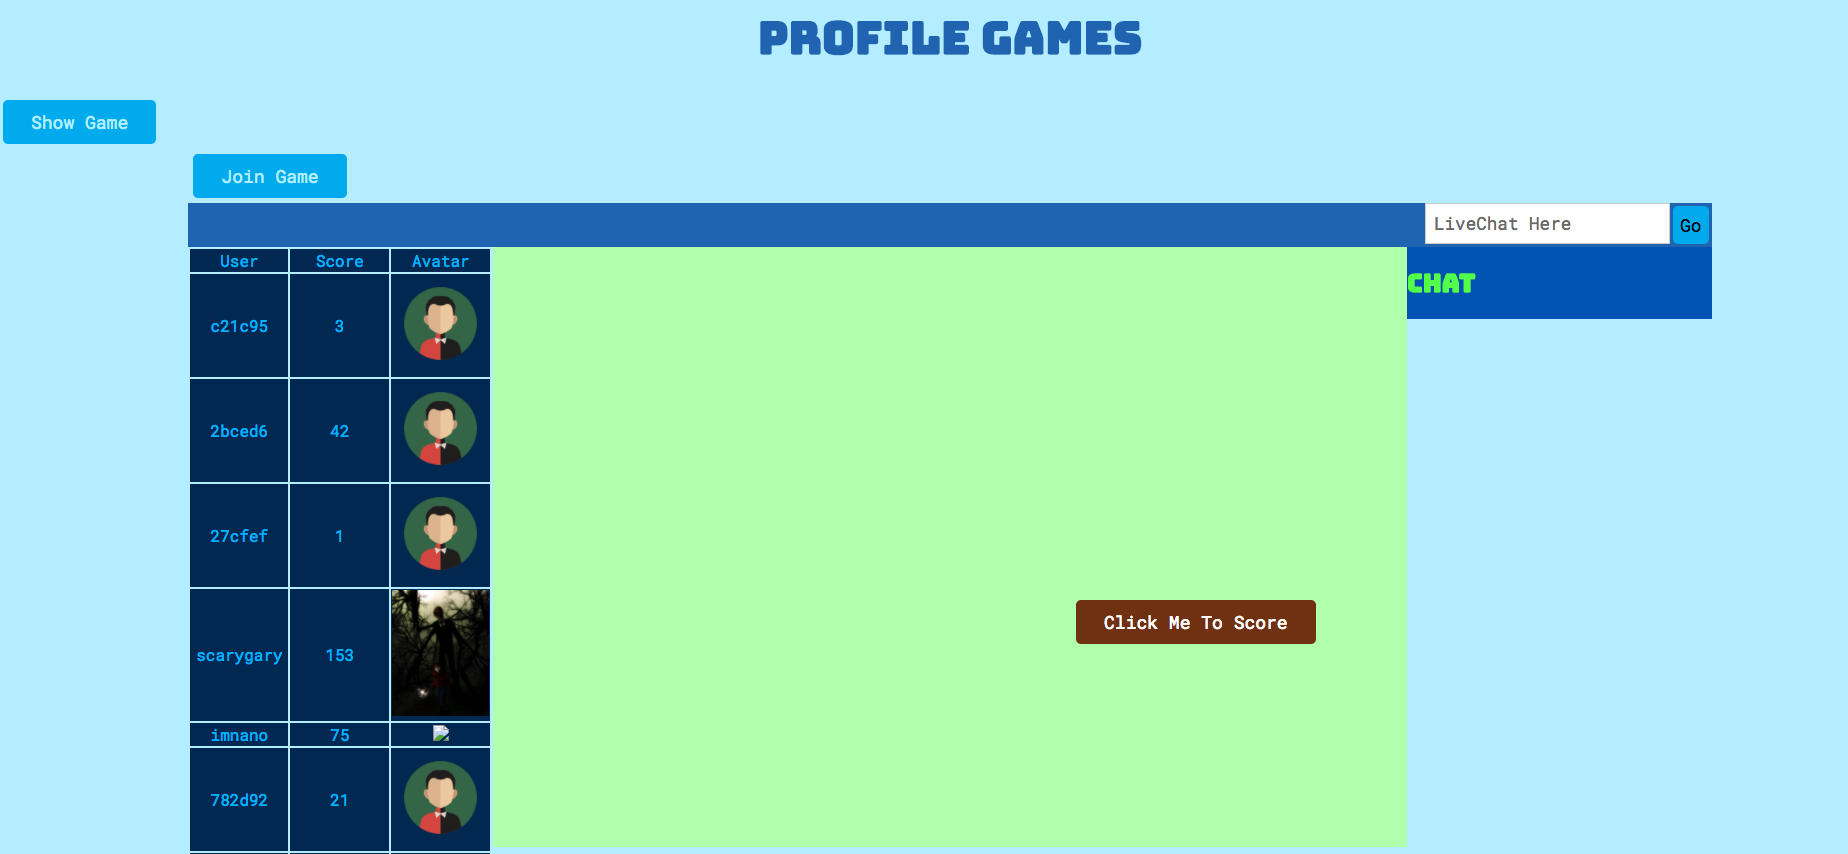 PROFILE GAMES
Show Game
Join Game
LiveChat Here Go
User Score Avatar
CHAT
c21c95 3
2bced6 42
27cfef 1
Click Me To Score
scarygary 153
imnano 75
782d92 21